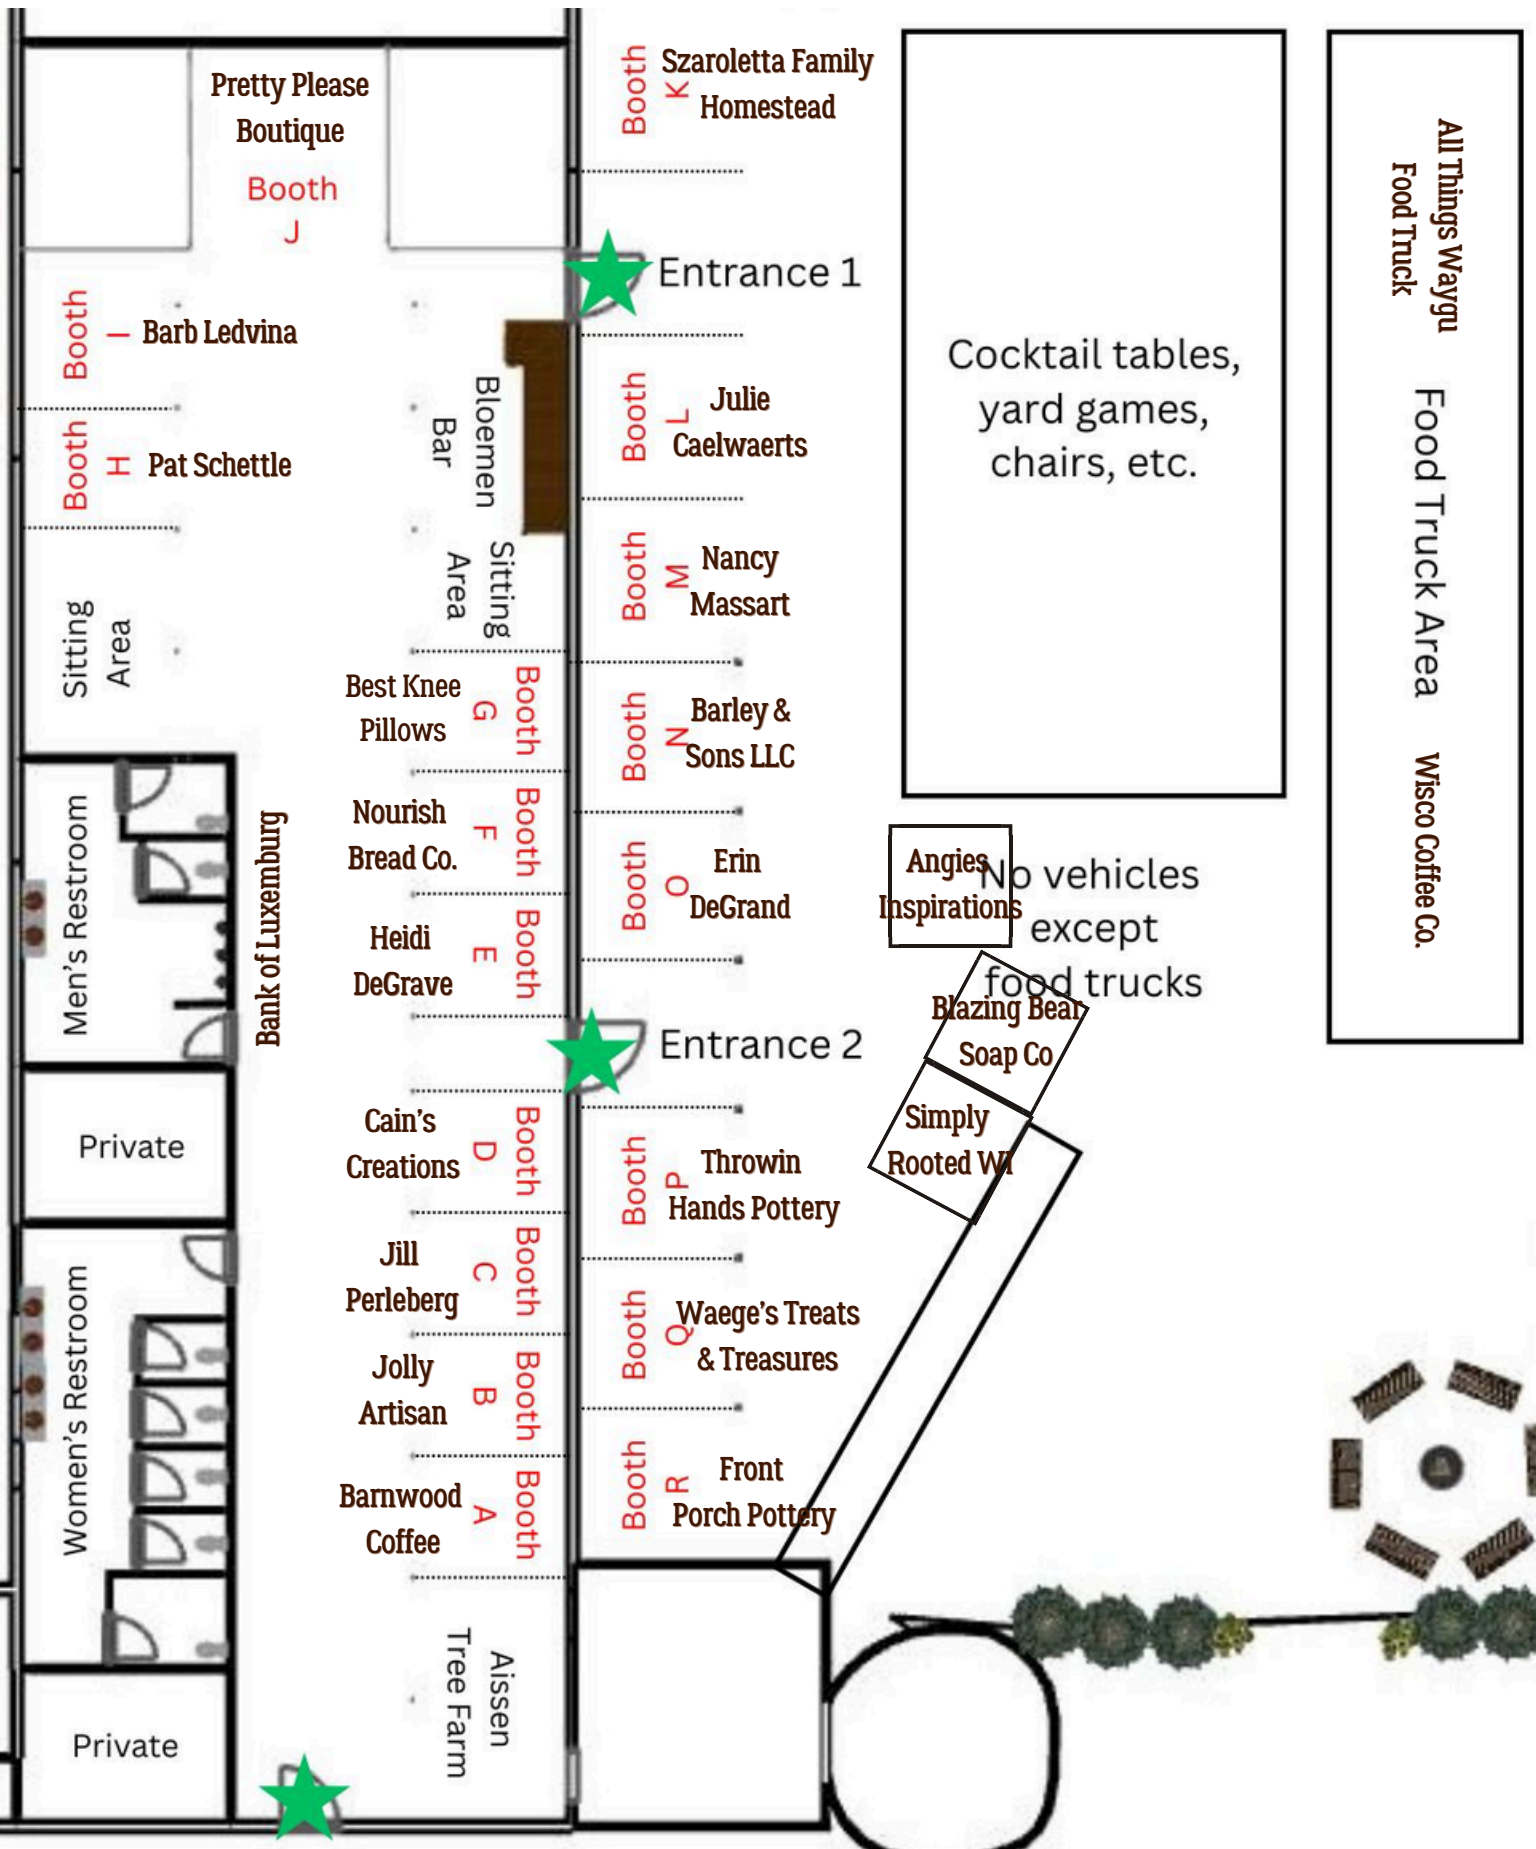 Pretty Please
Boutique
Booth
J
Booth
I
Barb Ledvina
Booth
H
Pat Schettle
Sitting
Area
Bloemen
Bar
Sitting
Area
Best Knee
Pillows
G
Booth
Nourish
Bread Co.
F
Booth
Heidi
DeGrave
E
Booth
Men's Restroom
Bank of Luxemburg
Private
Cain's
Creations
D
Booth
Jill
Perleberg
C
Booth
Jolly
Artisan
B
Booth
Barnwood
Coffee
A
Booth
Women's Restroom
Private
Aissen
Tree Farm
Booth
K
Szaroletta Family
Homestead
Entrance 1
Booth
L
Julie
Caelwaerts
Booth
M
Nancy
Massart
Booth
N
Barley &
Sons LLC
Booth
O
Erin
DeGrand
Entrance 2
Booth
P
Throwin
Hands Pottery
Booth
Q
Waege's Treats
& Treasures
Booth
R
Front
Porch Pottery
Cocktail tables,
yard games,
chairs, etc.
Angies
Inspirations
No vehicles
except
food trucks
Blazing Bear
Soap Co
Simply
Rooted WI
All Things Waygu
Food Truck
Food Truck Area
Wisco Coffee Co.